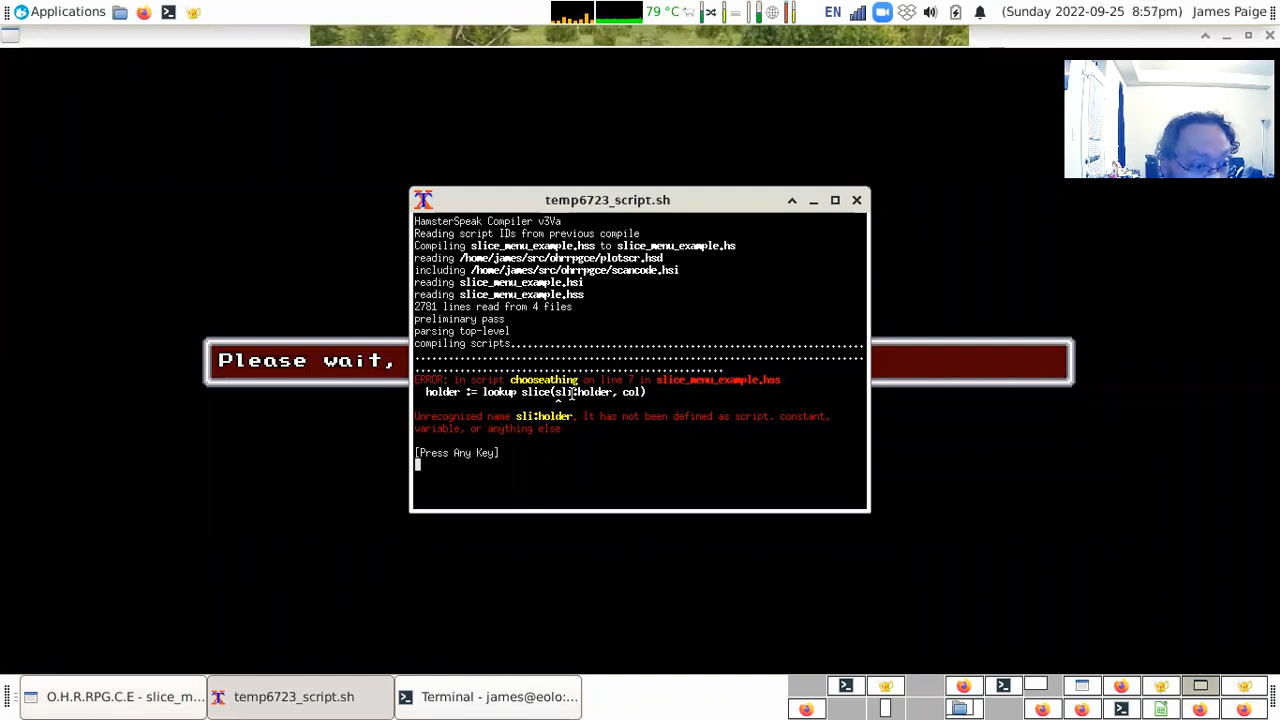 Applications
79 °C
EN
(Sunday 2022-09-25 8:57pm)
James Paige
temp6723_script.sh
HamsterSpeak Compiler v3Va
Reading script IDs from previous compile
Compiling slice_menu_example.hss to slice_menu_example.hs
reading /home/james/src/ohrrpgce/plotscr.hsd
including /home/james/src/ohrrpgce/scancode.hsi
reading slice_menu_example.hsi
reading slice_menu_example.hss
2781 lines read from 4 files
preliminary pass
parsing top-level
compiling scripts..........................................................
...........................................................................
....................................................
ERROR: in script chooseathing on line 7 in slice_menu_example.hss
holder := lookup slice(sli:holder, col)
^
Unrecognised name sli:holder. It has not been defined as script, constant,
variable, or anything else
[Press Any Key]
Please wait,
O.H.R.RPG.C.E - slice_m...
temp6723_script.sh
Terminal - james@eolo:...